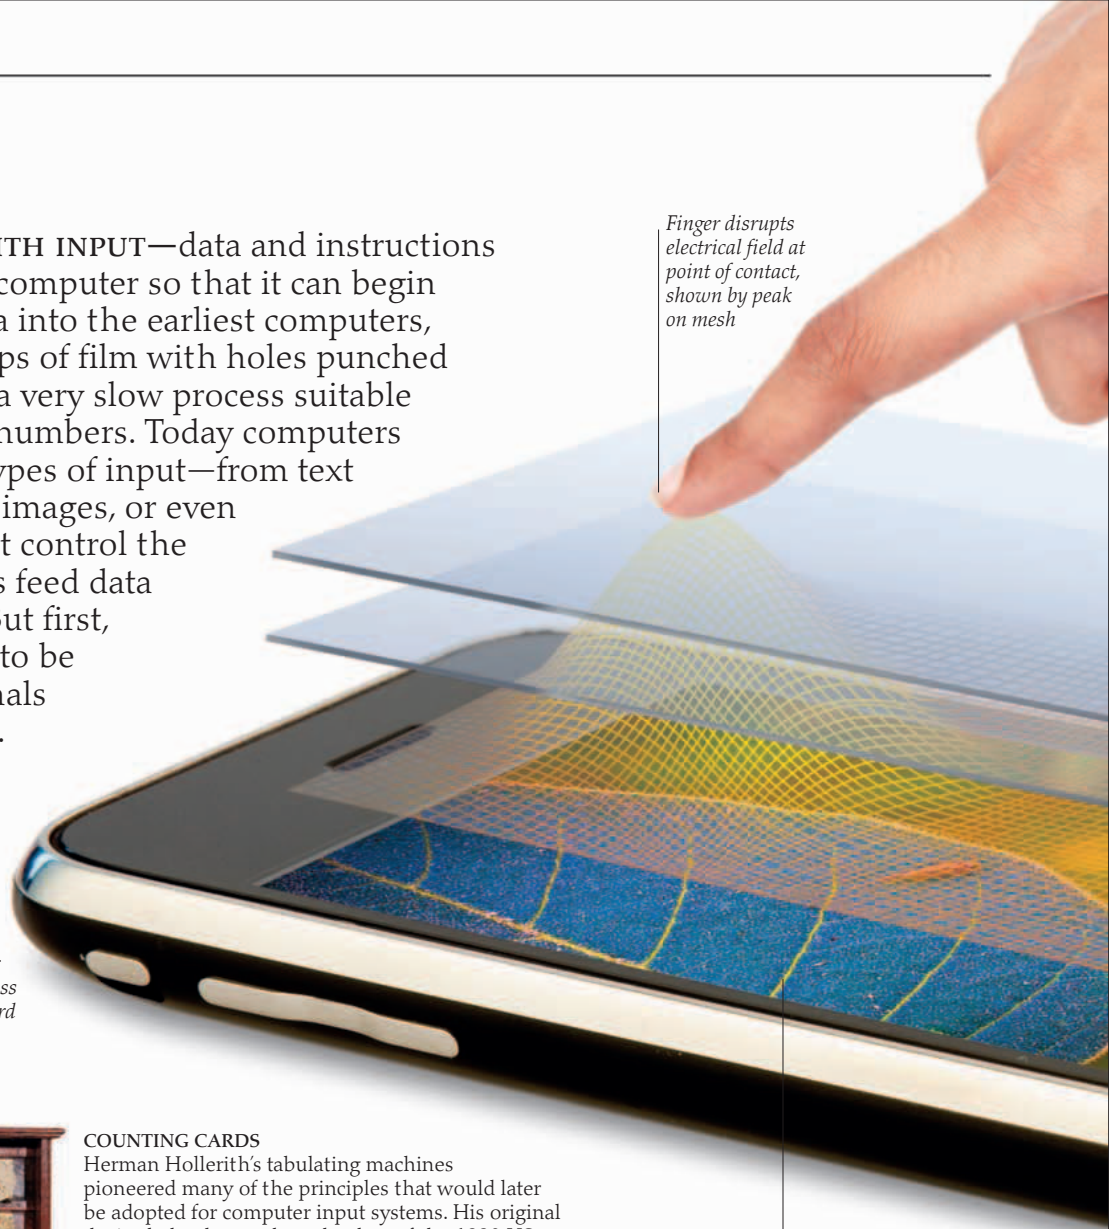 ITH INPUT—data and instructions
computer so that it can begin
a into the earliest computers,
ps of film with holes punched
a very slow process suitable
numbers. Today computers
ypes of input—from text
images, or even
t control the
s feed data
out first,
to be
nals
.
Finger disrupts
electrical field at
point of contact,
shown by peak
on mesh
ss
rd
COUNTING CARDS
Herman Hollerith’s tabulating machines
pioneered many of the principles that would later
be adopted for computer input systems. His original